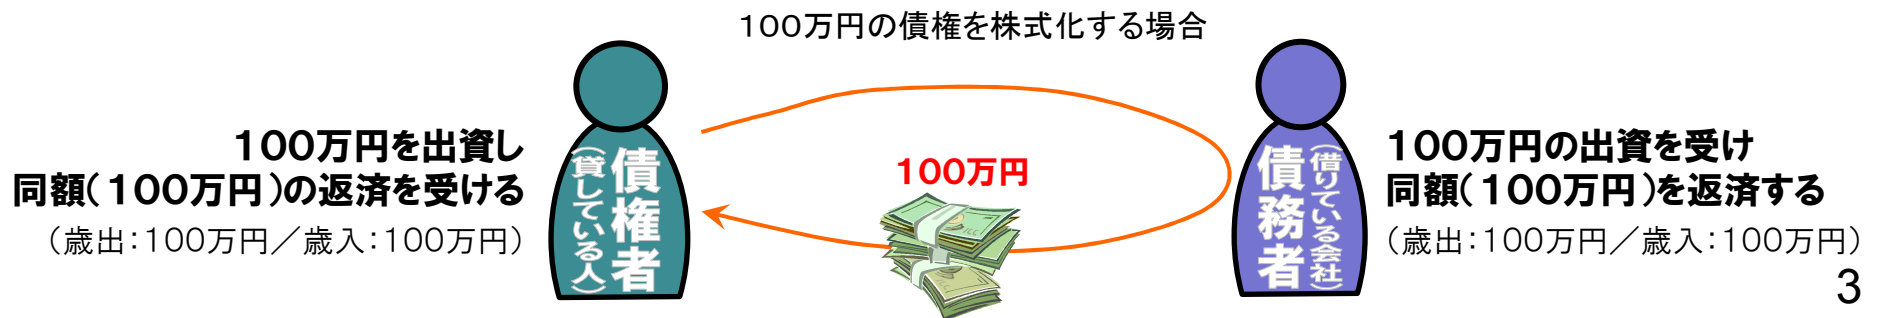 100万円の債権を株式化する場合
100万円を出資し
同額(100万円)の返済を受ける
(歳出:100万円/歳入:100万円)
債権者
(貸している人)
100万円
(借りている会社)
債務者
100万円の出資を受け
同額(100万円)を返済する
(歳出:100万円/歳入:100万円)
3